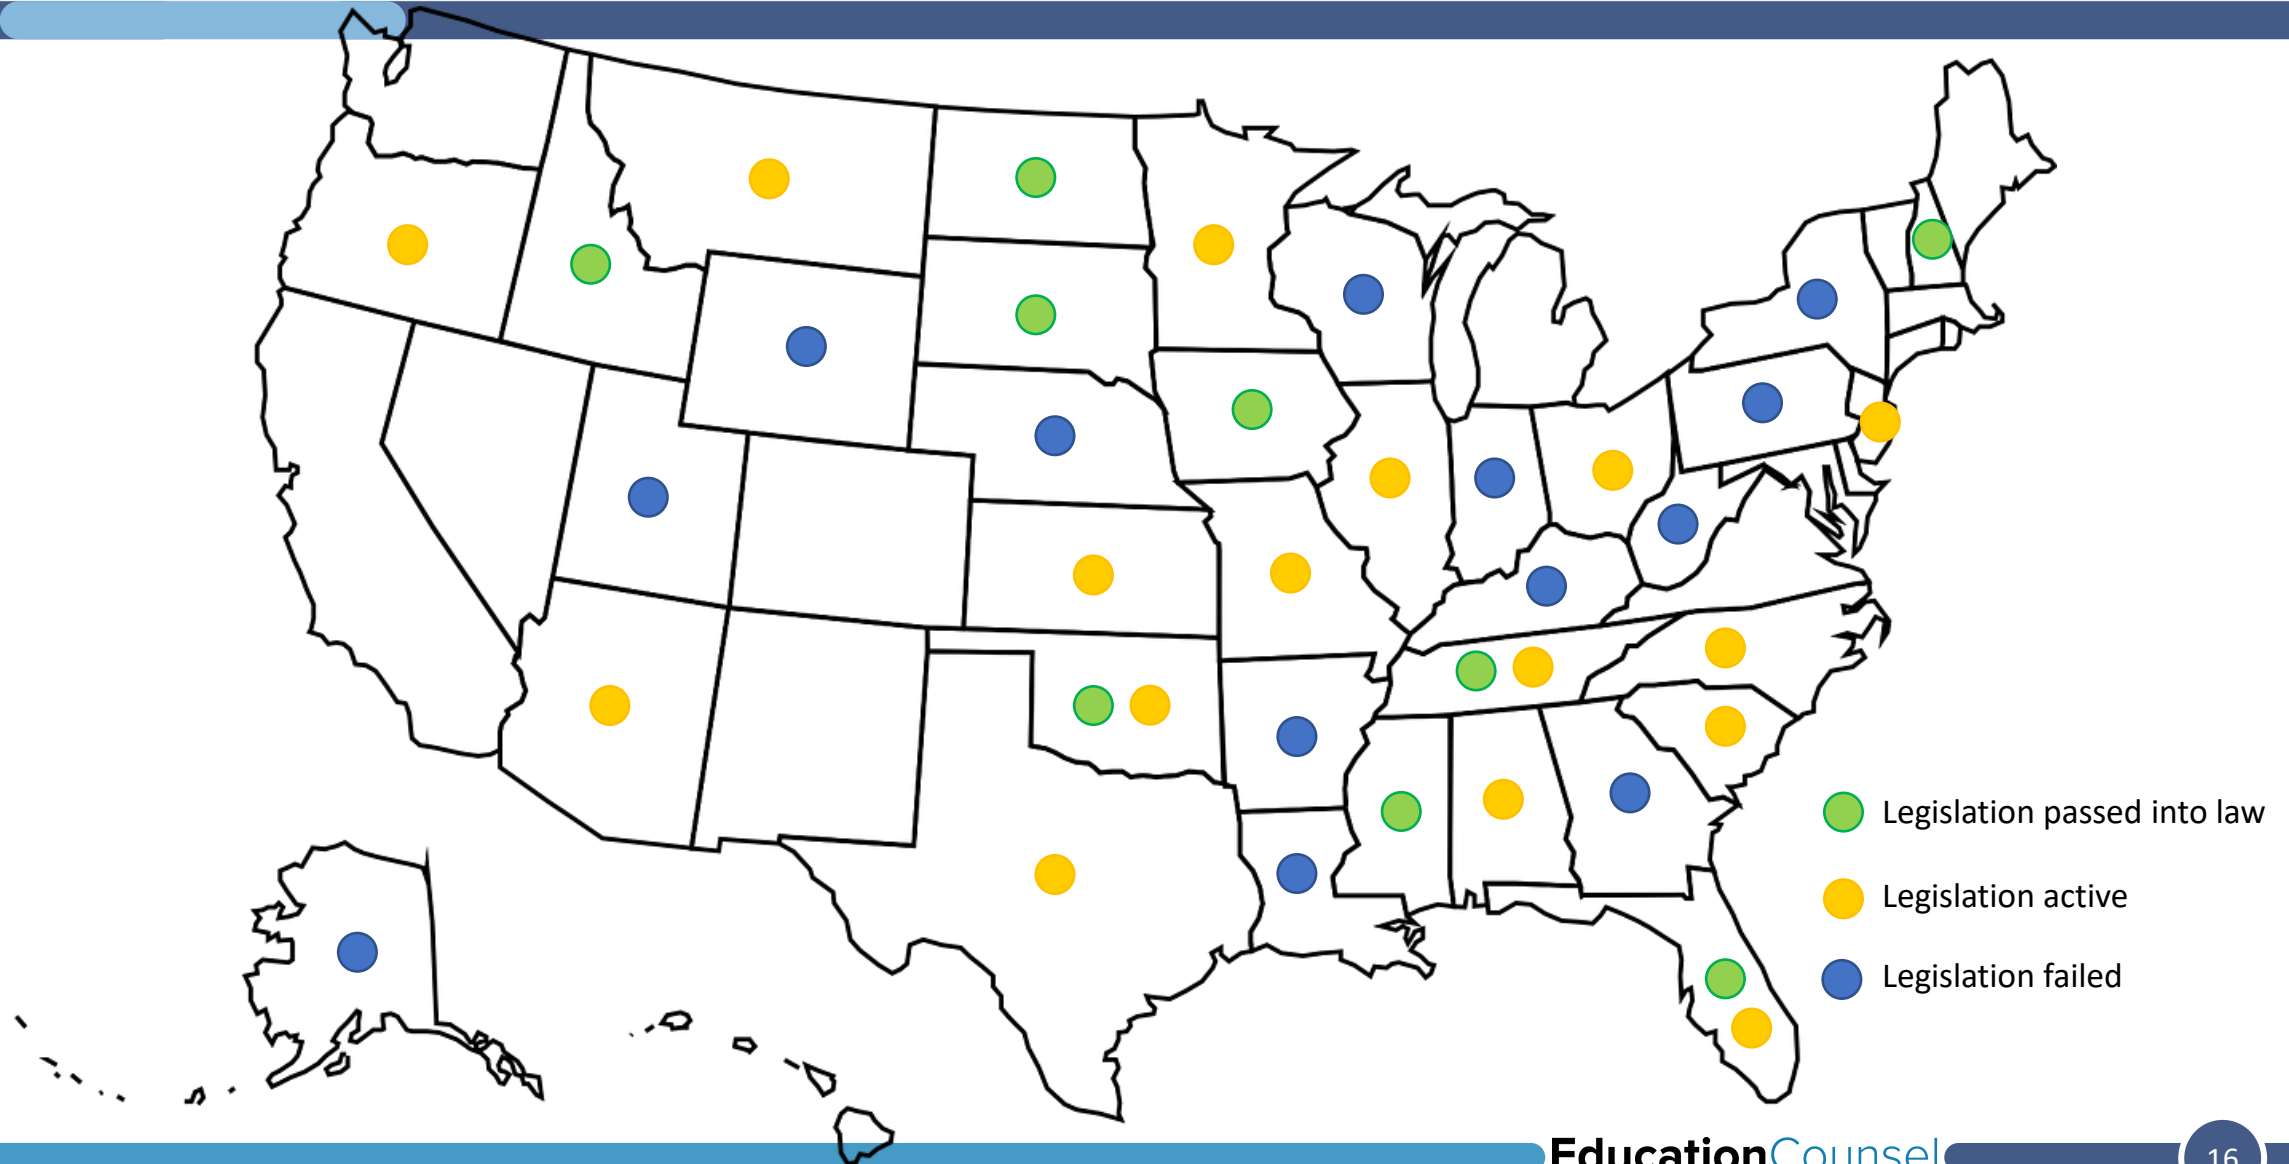 Legislation passed into law
Legislation active
Legislation failed
EducationCounsel
16